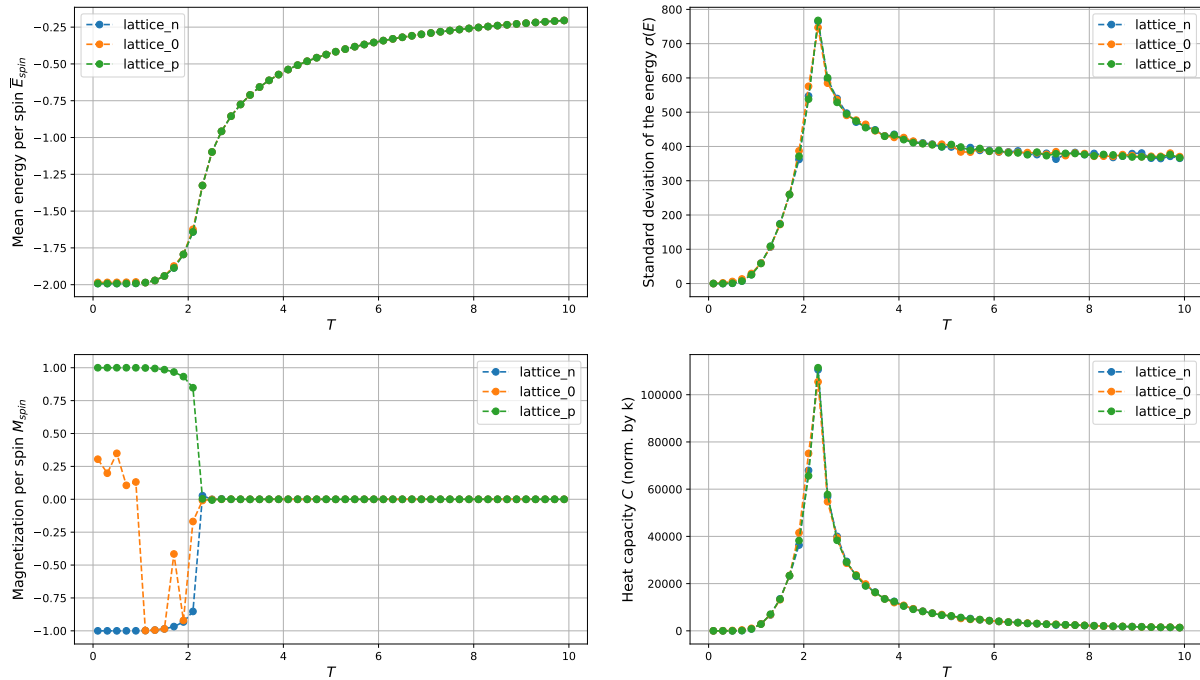 Mean energy per spin E̅_spin
−0.25
−0.50
−0.75
−1.00
−1.25
−1.50
−1.75
−2.00
lattice_n
lattice_0
lattice_p
0 2 4 6 8 10
T
Standard deviation of the energy σ(E)
800
700
600
500
400
300
200
100
0
lattice_n
lattice_0
lattice_p
0 2 4 6 8 10
T
Magnetization per spin M_spin
1.00
0.75
0.50
0.25
0.00
−0.25
−0.50
−0.75
−1.00
lattice_n
lattice_0
lattice_p
0 2 4 6 8 10
T
Heat capacity C (norm. by k)
100000
80000
60000
40000
20000
0
lattice_n
lattice_0
lattice_p
0 2 4 6 8 10
T